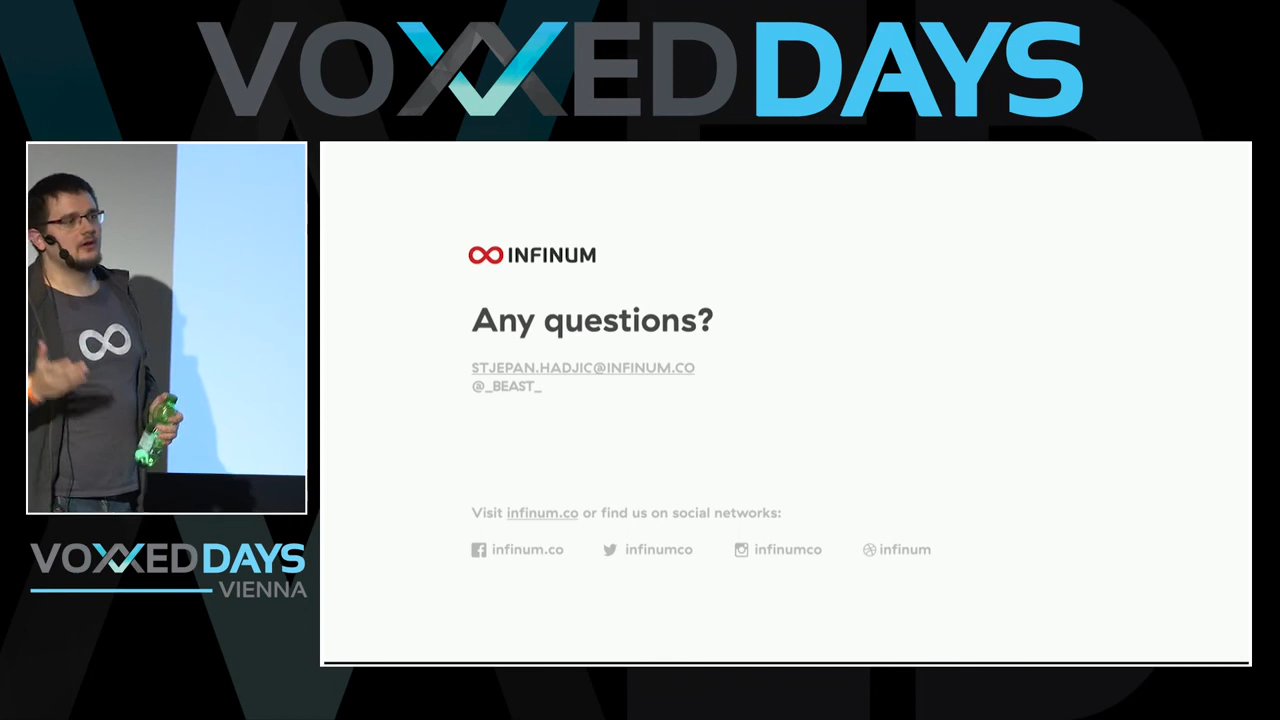 VOXXED DAYS
INFINUM
Any questions?
STJEPAN.HADJIC@INFINUM.CO
@_BEAST_
Visit infinum.co or find us on social networks:
infinum.co infinumco infinumco infinum
VOXXED DAYS
VIENNA